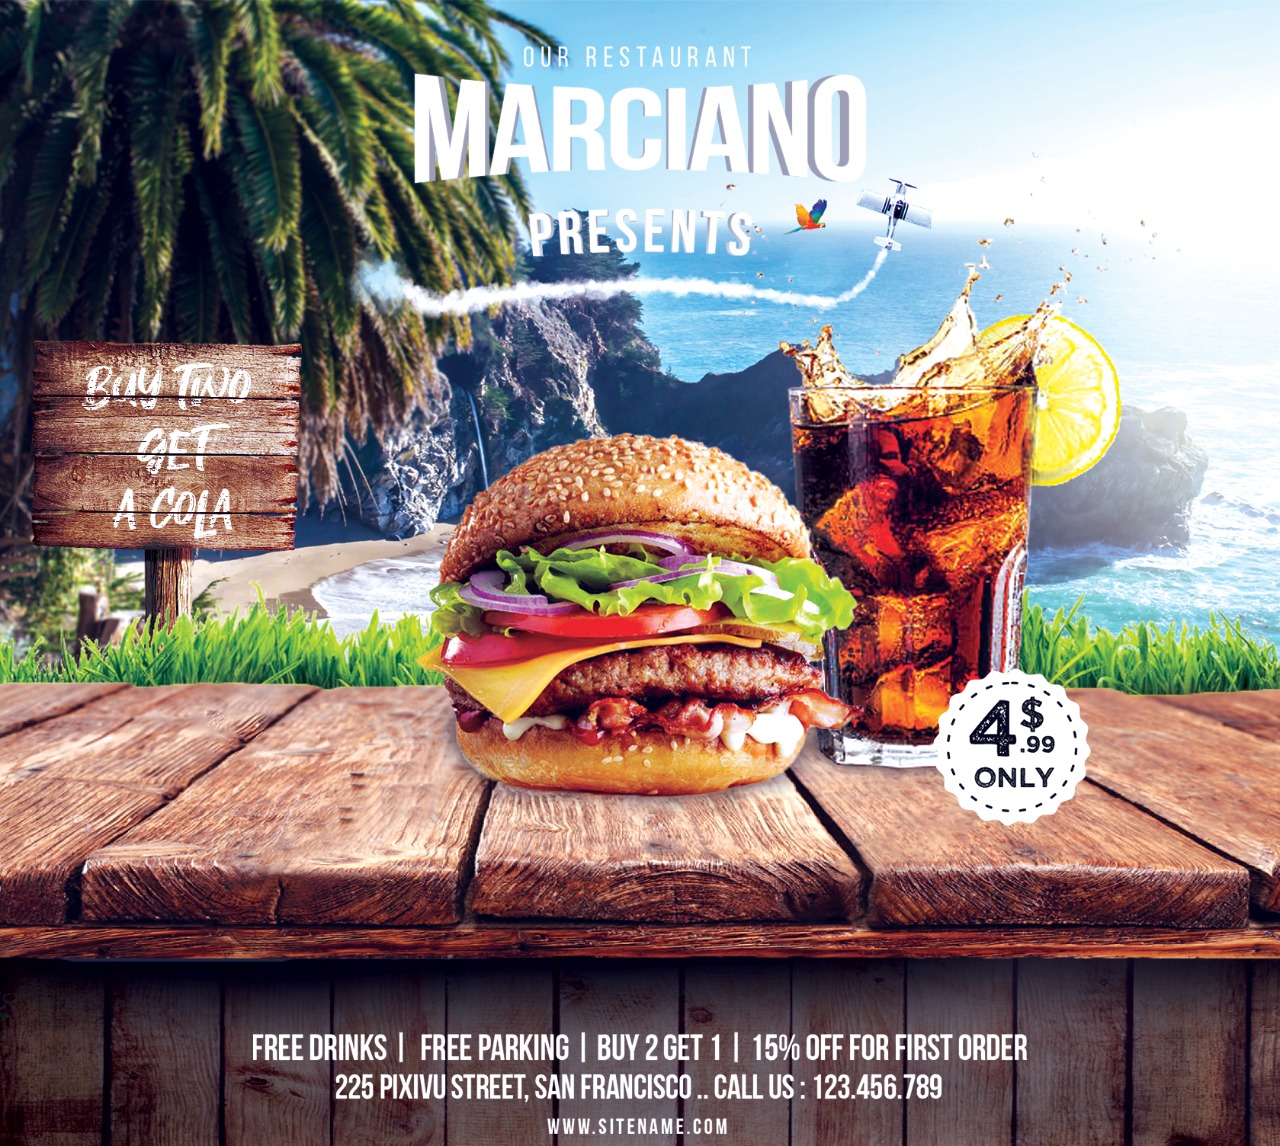 OUR RESTAURANT
MARCIANO
PRESENTS
BUY TWO
GET
A COLA
4$.99
ONLY
FREE DRINKS | FREE PARKING | BUY 2 GET 1 | 15% OFF FOR FIRST ORDER
225 PIXIVU STREET, SAN FRANCISCO .. CALL US : 123.456.789
WWW.SITENAME.COM